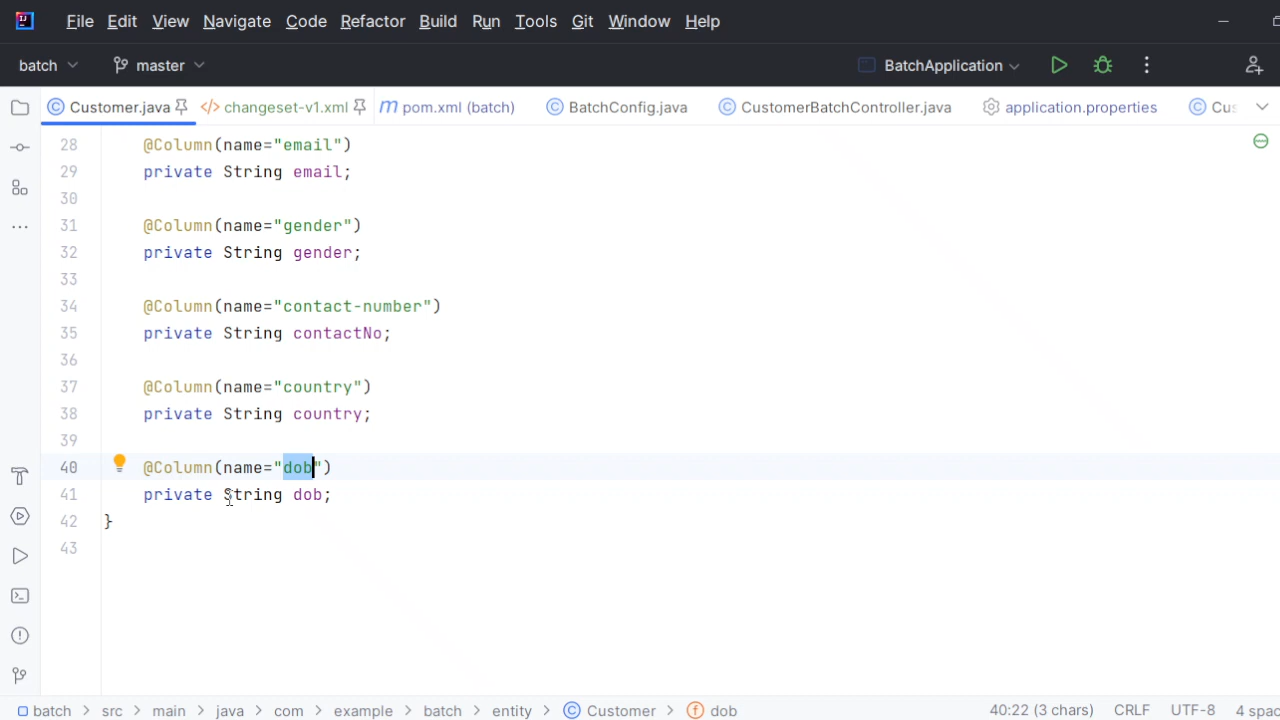 File Edit View Navigate Code Refactor Build Run Tools Git Window Help
batch master BatchApplication
Customer.java changeset-v1.xml pom.xml (batch) BatchConfig.java CustomerBatchController.java application.properties Cu
28 @Column(name="email")
29 private String email;
30
31 @Column(name="gender")
32 private String gender;
33
34 @Column(name="contact-number")
35 private String contactNo;
36
37 @Column(name="country")
38 private String country;
39
40 @Column(name="dob")
41 private String dob;
42 }
43
batch > src > main > java > com > example > batch > entity > Customer > dob 40:22 (3 chars) CRLF UTF-8 4 spac